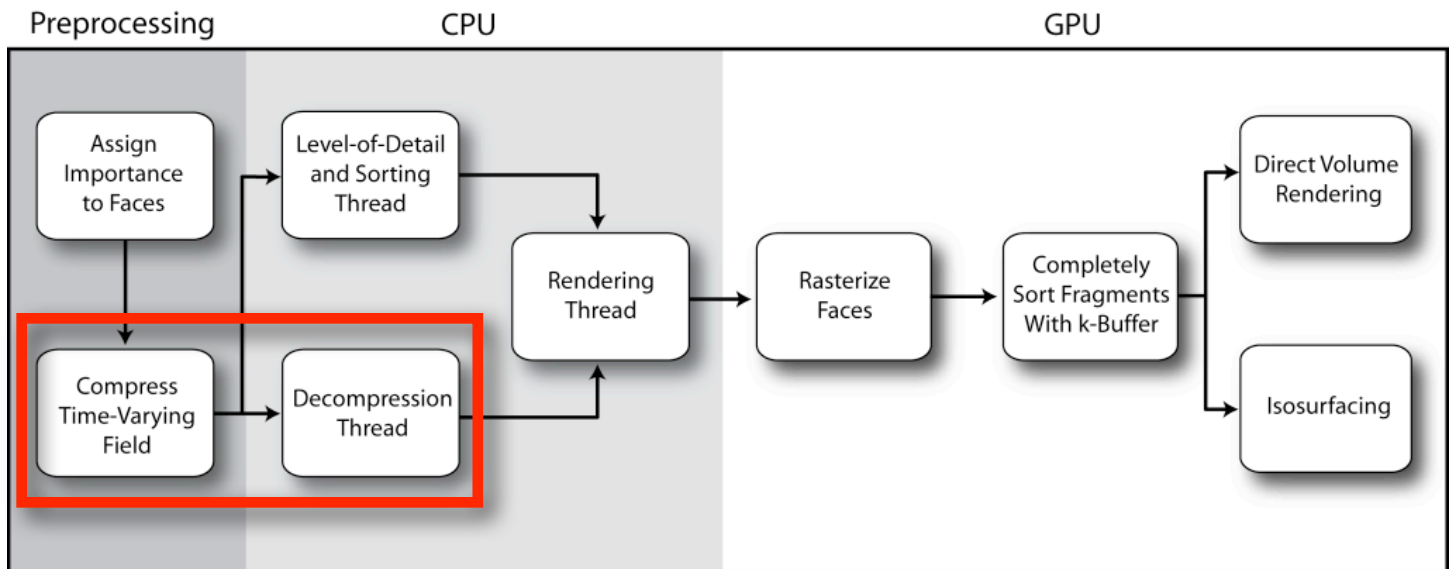 Preprocessing
CPU
GPU
Assign
Importance
to Faces
Compress
Time-Varying
Field
Level-of-Detail
and Sorting
Thread
Decompression
Thread
Rendering
Thread
Rasterize
Faces
Completely
Sort Fragments
With k-Buffer
Direct Volume
Rendering
Isosurfacing